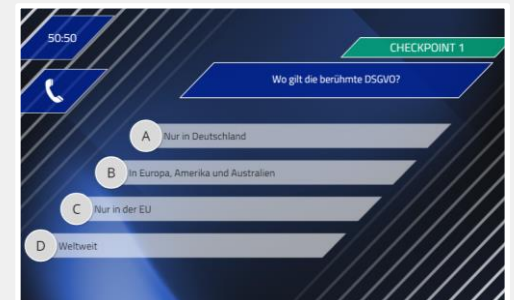 50:50
CHECKPOINT 1
Wo gilt die berühmte DSGVO?
A Nur in Deutschland
B In Europa, Amerika und Australien
C Nur in der EU
D Weltweit